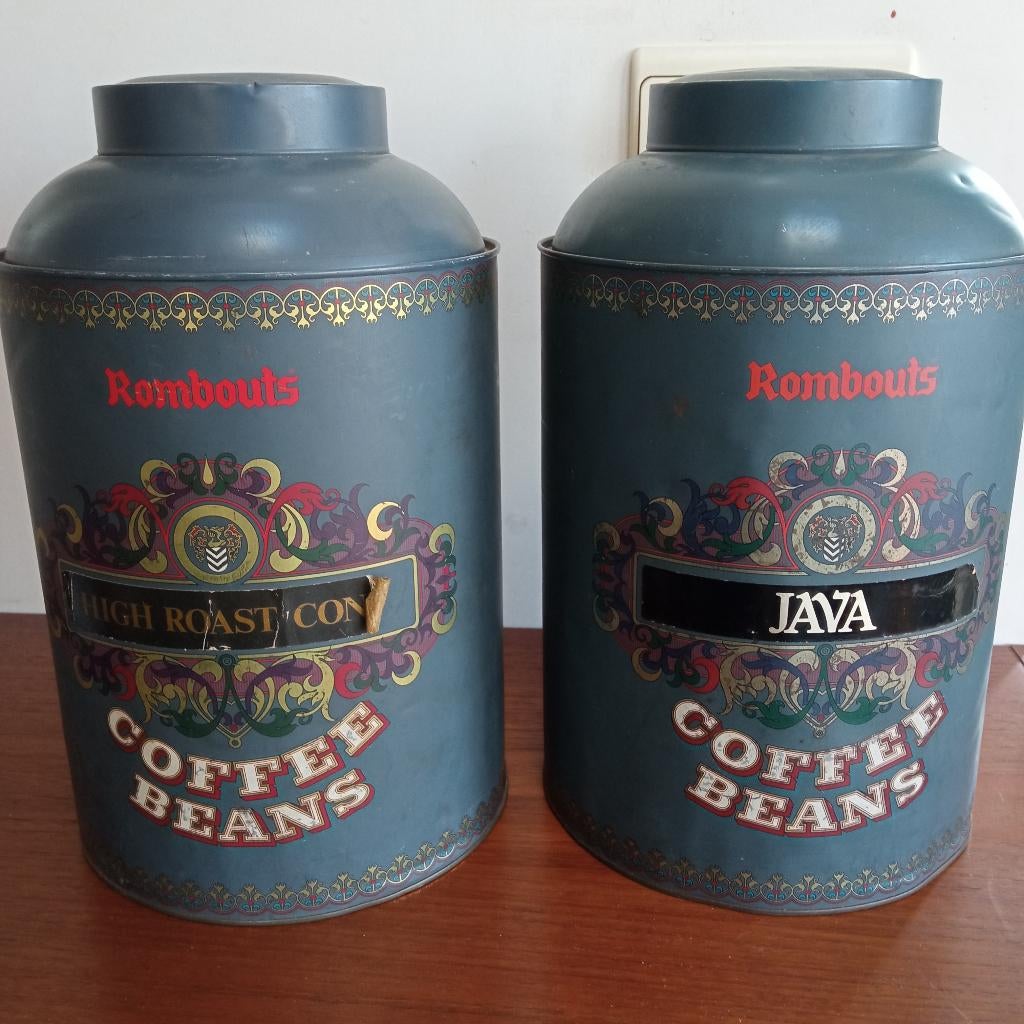 Rombouts
HIGH ROAST CON
COFFEE
BEANS
Rombouts
JAVA
COFFEE
BEANS